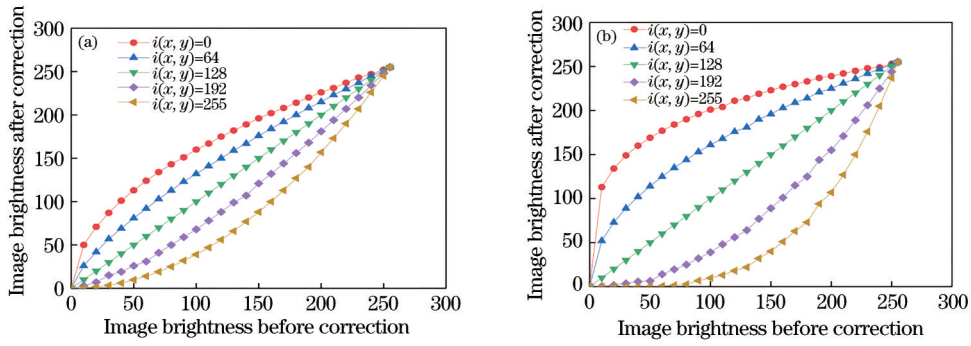 (a)
i(x, y)=0
i(x, y)=64
i(x, y)=128
i(x, y)=192
i(x, y)=255
300
250
200
150
100
50
0
50
100
150
200
250
300
Image brightness after correction
Image brightness before correction
(b)
i(x, y)=0
i(x, y)=64
i(x, y)=128
i(x, y)=192
i(x, y)=255
300
250
200
150
100
50
0
0
50
100
150
200
250
300
Image brightness after correction
Image brightness before correction